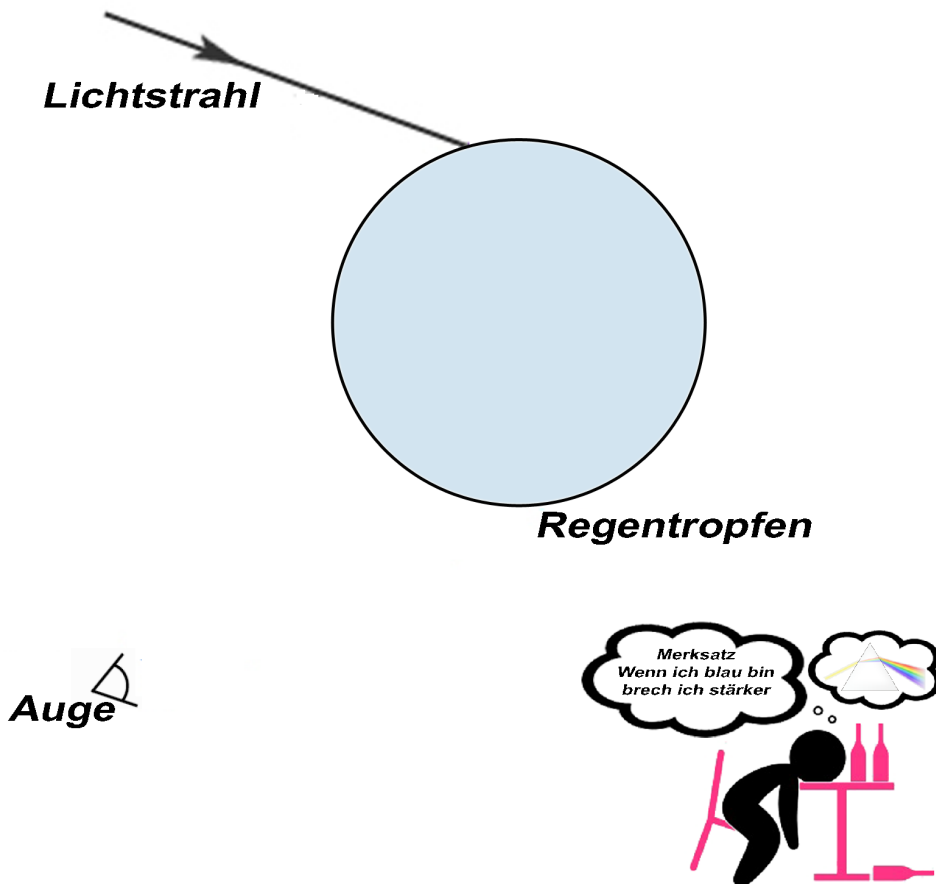 Lichtstrahl
Regentropfen
Auge
Merksatz
Wenn ich blau bin
brech ich stärker